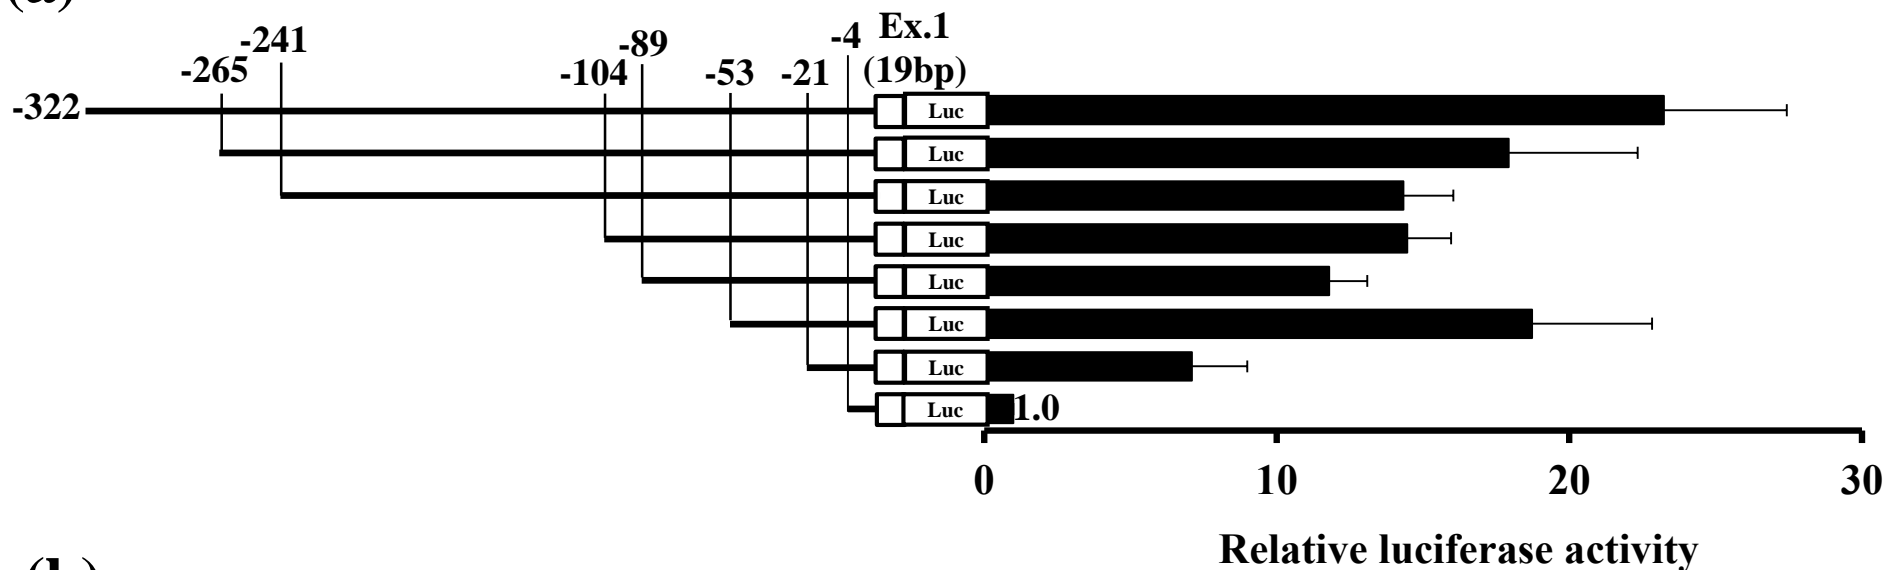 (a)
-241
-4
Ex.1
-89
-265
-104
-53
-21
(19bp)
-322
Luc
Luc
Luc
Luc
Luc
Luc
Luc
Luc
1.0
0
10
20
30
Relative luciferase activity
(b)